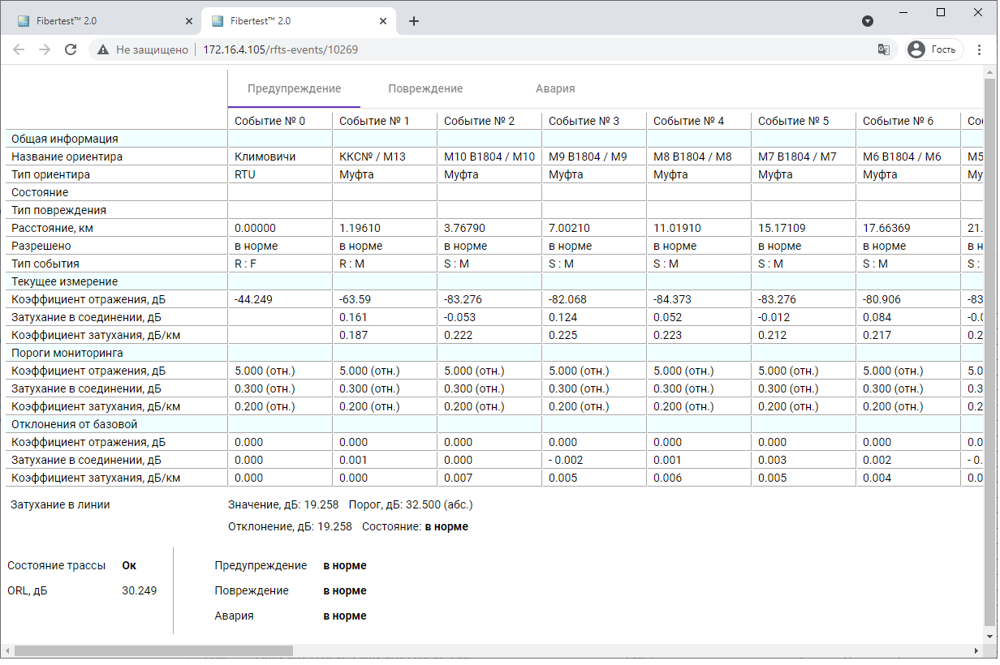 Fibertest™ 2.0
Fibertest™ 2.0
Не защищено 172.16.4.105/rfts-events/10269 Гость
Предупреждение Повреждение Авария
Событие № 0 Событие № 1 Событие № 2 Событие № 3 Событие № 4 Событие № 5 Событие № 6
Общая информация
Название ориентира Климовичи ККС№ / М13 М10 В1804 / М10 М9 В1804 / М9 М8 В1804 / М8 М7 В1804 / М7 М6 В1804 / М6 М5
Тип ориентира RTU Муфта Муфта Муфта Муфта Муфта Муфта
Состояние
Тип повреждения
Расстояние, км 0.00000 1.19610 3.76790 7.00210 11.01910 15.17109 17.66369 21.
Разрешено в норме в норме в норме в норме в норме в норме в норме
Тип события R : F R : M S : M S : M S : M S : M S : M S :
Текущее измерение
Коэффициент отражения, дБ -44.249 -63.59 -83.276 -82.068 -84.373 -83.276 -80.906 -83
Затухание в соединении, дБ 0.161 -0.053 0.124 0.052 -0.012 0.084
Коэффициент затухания, дБ/км 0.187 0.222 0.225 0.223 0.212 0.217 0.2
Пороги мониторинга
Коэффициент отражения, дБ 5.000 (отн.) 5.000 (отн.) 5.000 (отн.) 5.000 (отн.) 5.000 (отн.) 5.000 (отн.) 5.000 (отн.) 5.0
Затухание в соединении, дБ 0.300 (отн.) 0.300 (отн.) 0.300 (отн.) 0.300 (отн.) 0.300 (отн.) 0.300 (отн.) 0.300 (отн.) 0.3
Коэффициент затухания, дБ/км 0.200 (отн.) 0.200 (отн.) 0.200 (отн.) 0.200 (отн.) 0.200 (отн.) 0.200 (отн.) 0.200 (отн.) 0.2
Отклонения от базовой
Коэффициент отражения, дБ 0.000 0.000 0.000 0.000 0.000 0.000 0.000 0.0
Затухание в соединении, дБ 0.000 0.001 0.000 - 0.002 0.001 0.003 0.002 - 0.
Коэффициент затухания, дБ/км 0.000 0.000 0.007 0.005 0.006 0.005 0.004 0.0
Затухание в линии Значение, дБ: 19.258 Порог, дБ: 32.500 (абс.)
Отклонение, дБ: 19.258 Состояние: в норме
Состояние трассы Ок Предупреждение в норме
ORL, дБ 30.249 Повреждение в норме
Авария в норме